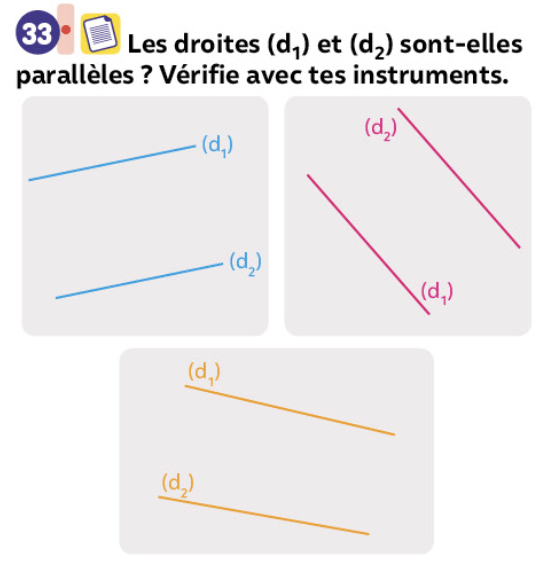 33 Les droites (d₁) et (d₂) sont-elles
parallèles ? Vérifie avec tes instruments.
(d₁)
(d₂)
(d₂)
(d₁)
(d₁)
(d₂)